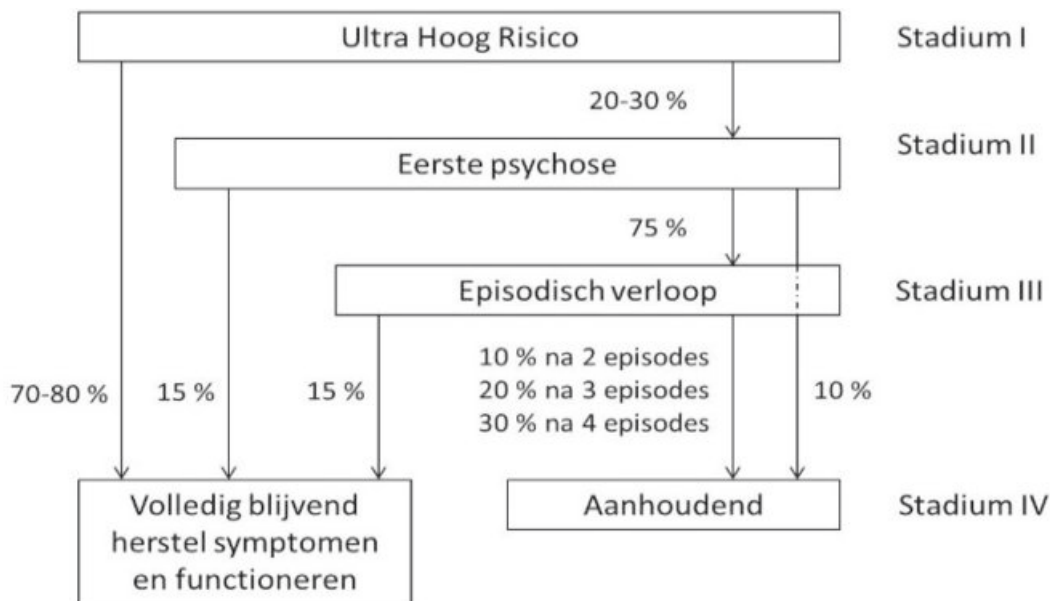 Ultra Hoog Risico
Stadium I
20-30 %
Eerste psychose
Stadium II
75 %
Episodisch verloop
Stadium III
70-80 %
15 %
15 %
10 % na 2 episodes
20 % na 3 episodes
30 % na 4 episodes
10 %
Volledig blijvend
herstel symptomen
en functioneren
Aanhoudend
Stadium IV